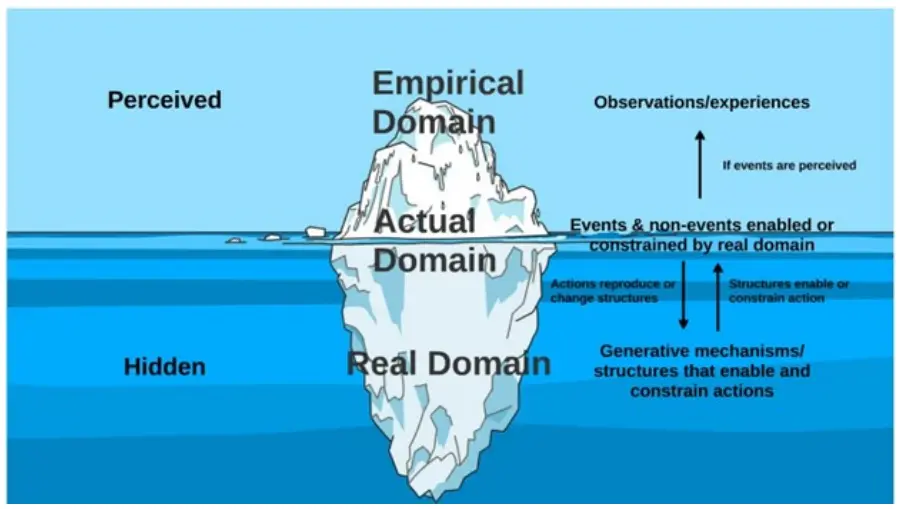 Perceived
Empirical
Domain
Observations/experiences
If events are perceived
Actual
Domain
Events & non-events enabled or
constrained by real domain
Actions reproduce or
change structures
Structures enable or
constrain action
Hidden
Real Domain
Generative mechanisms/
structures that enable and
constrain actions